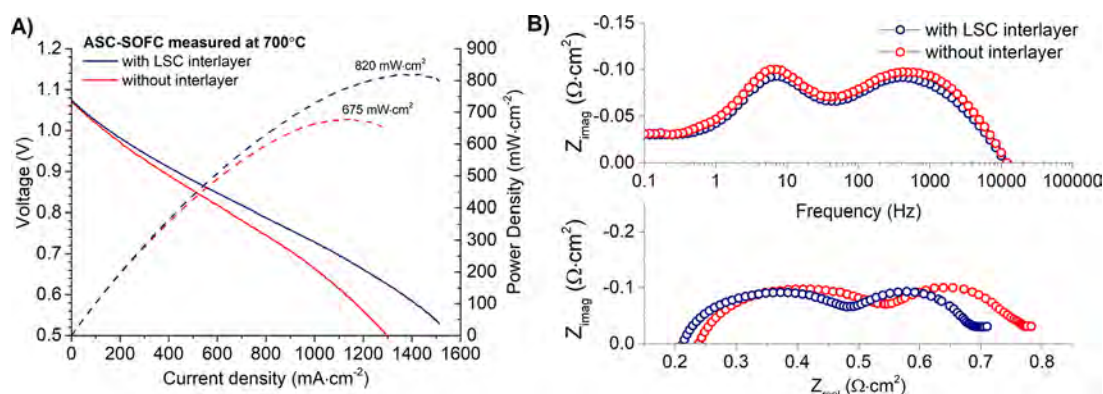 A)
ASC-SOFC measured at 700°C
with LSC interlayer
without interlayer
820 mW·cm²
675 mW·cm²
Voltage (V)
1.2
1.1
1.0
0.9
0.8
0.7
0.6
0.5
0 200 400 600 800 1000 1200 1400 1600
Current density (mA·cm⁻²)
900
800
700
600
500
400
300
200
100
0
Power Density (mW·cm⁻²)
B)
with LSC interlayer
without interlayer
Zimag (Ω·cm²)
-0.15
-0.10
-0.05
0.00
0.1 1 10 100 1000 10000 100000
Frequency (Hz)
Zimag (Ω·cm²)
-0.2
-0.1
0.0
0.2 0.3 0.4 0.5 0.6 0.7 0.8
(Ω·cm²)